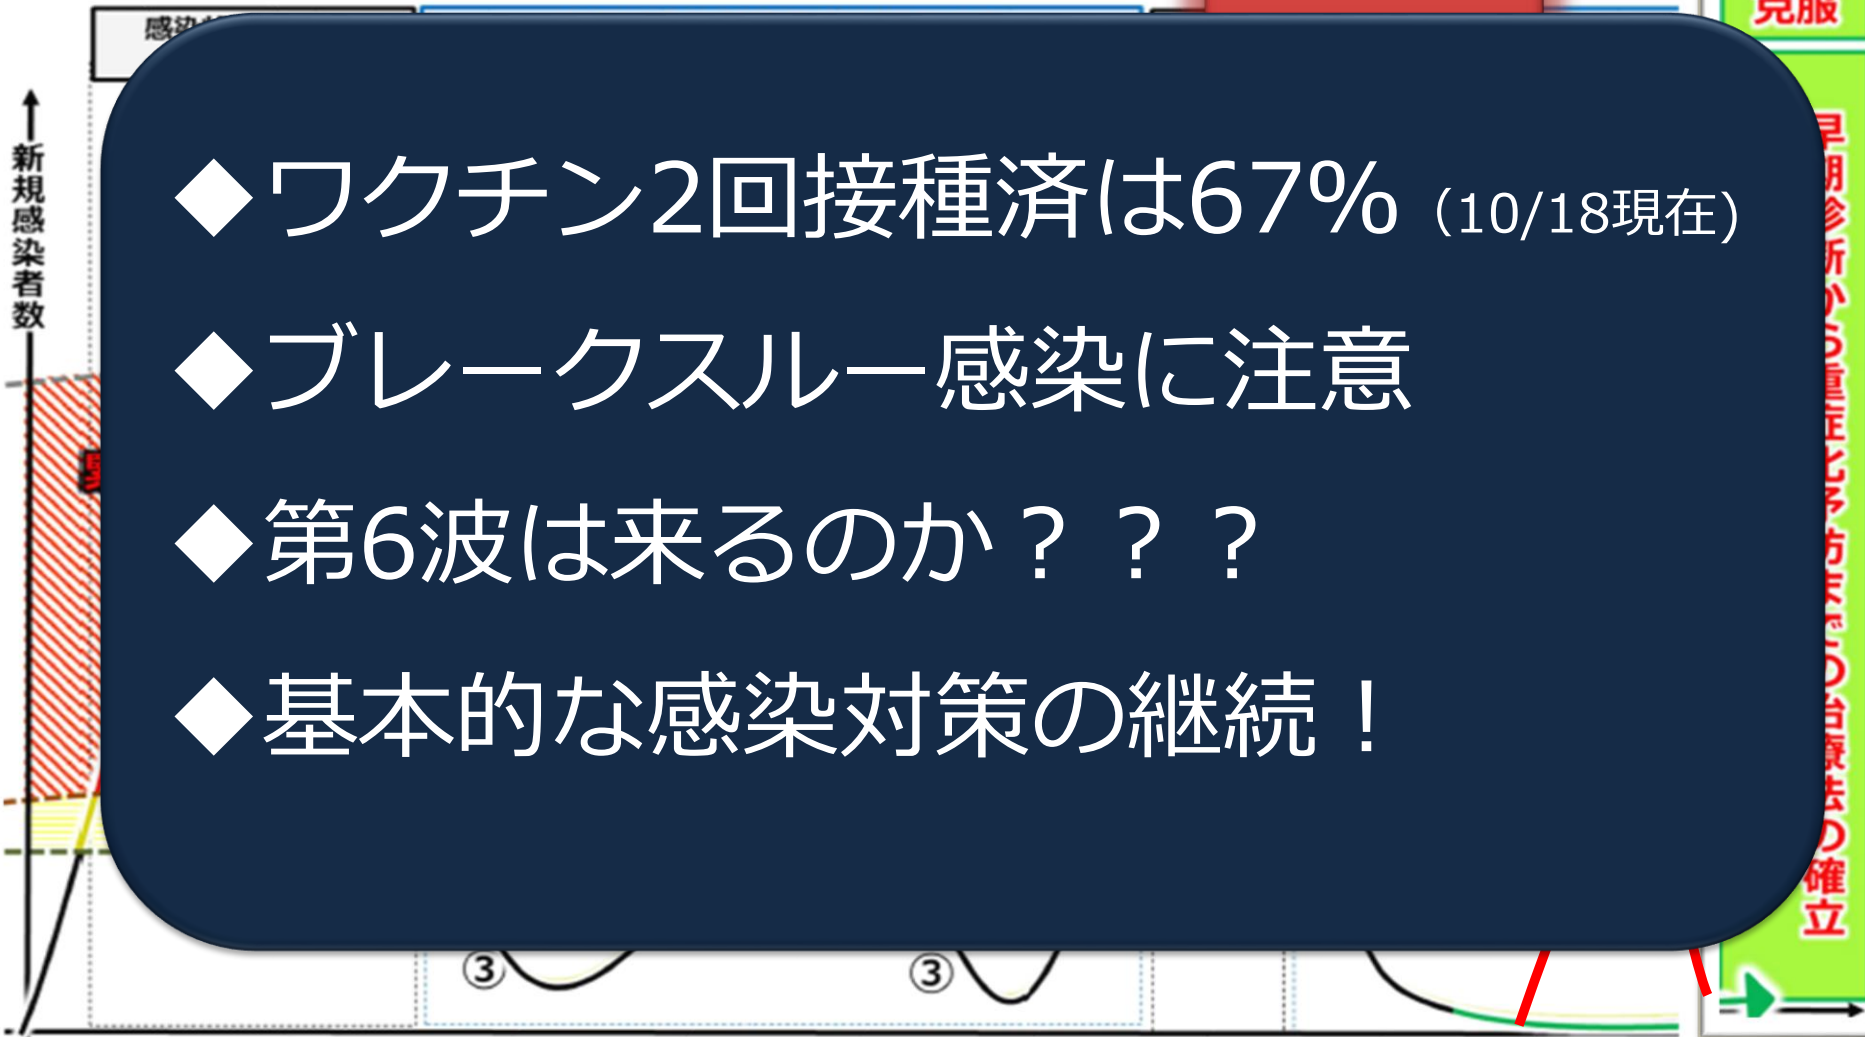 克服
新規感染者数
◆ワクチン2回接種済は67%（10/18現在）
◆ブレークスルー感染に注意
◆第6波は来るのか？？？
◆基本的な感染対策の継続！
早期診断から重症化予防までの治療法の確立
③
③